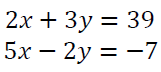 2x + 3y = 39
5x − 2y = −7